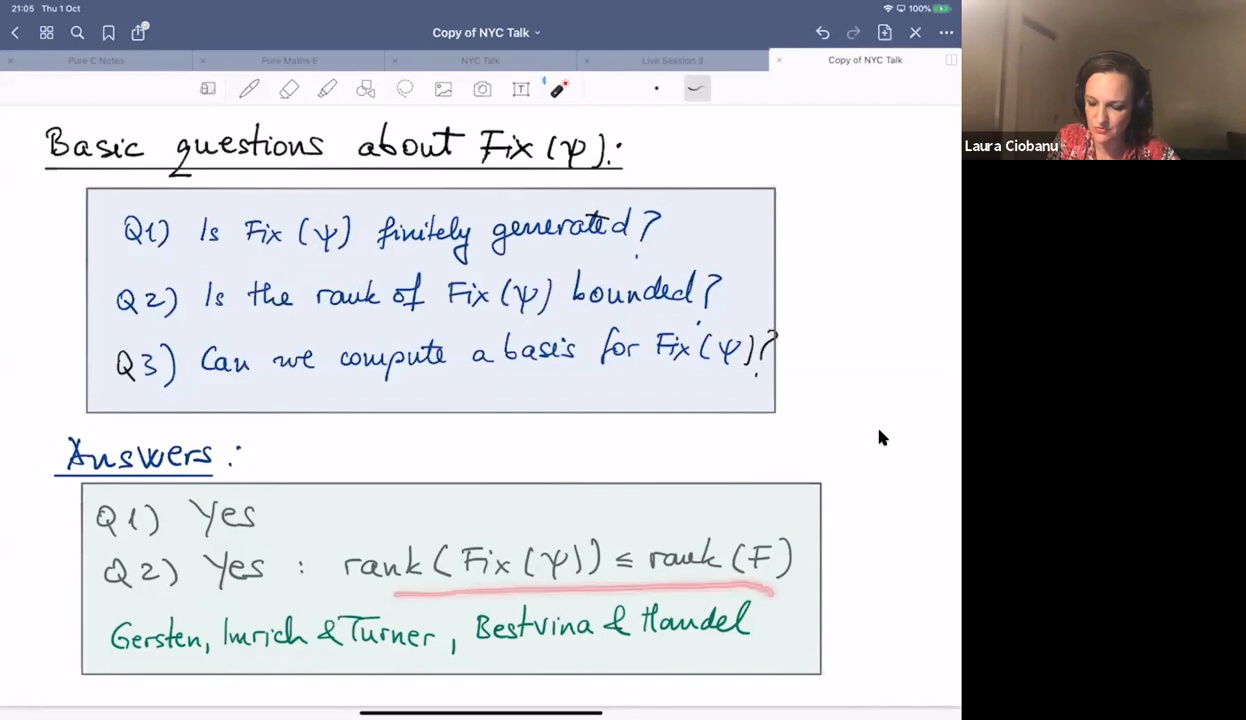 21:05 Thu 1 Oct
100%
Copy of NYC Talk
Pure C Notes
Pure Maths E
NYC Talk
Live Session 3
Copy of NYC Talk
Laura Ciobanu
Basic questions about Fix(ψ):
Q1) Is Fix(ψ) finitely generated?
Q2) Is the rank of Fix(ψ) bounded?
Q3) Can we compute a basis for Fix(ψ)?
Answers:
Q1) Yes
Q2) Yes : rank(Fix(ψ)) ≤ rank(F)
Gersten, Imrich & Turner, Bestvina & Handel